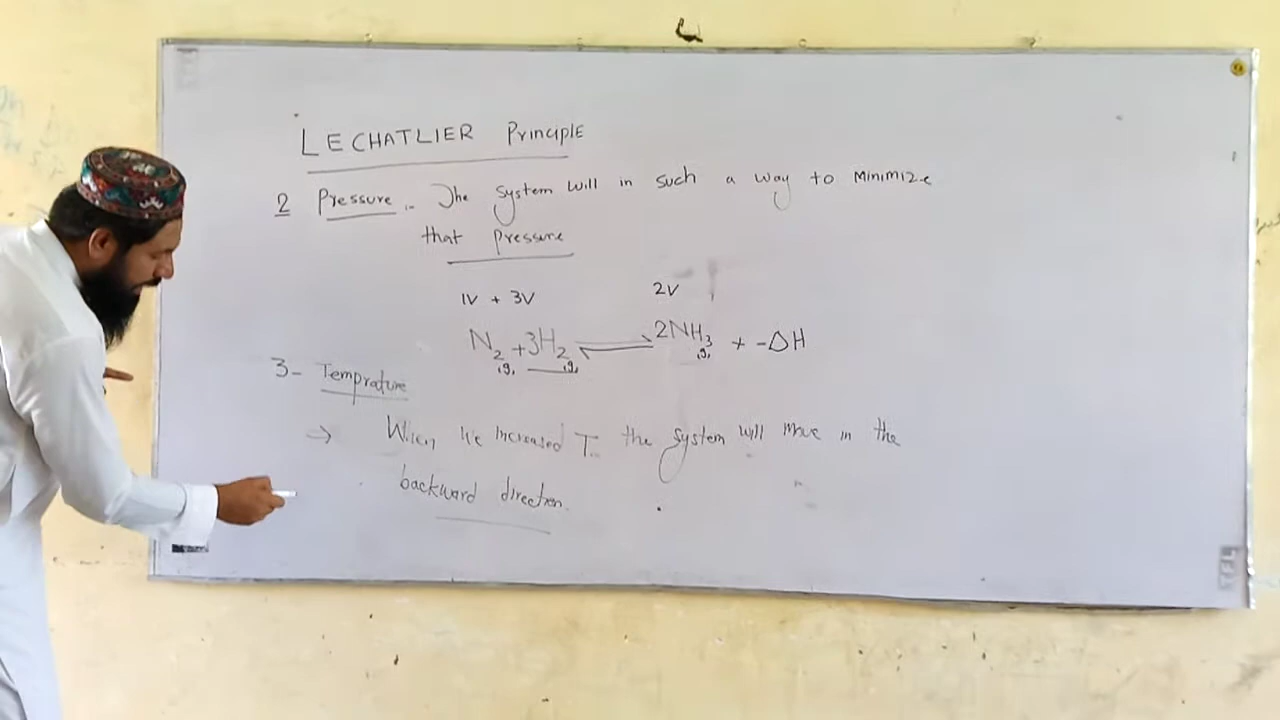 LECHATLIER Principle
2 Pressure .. The system will in such a way to Minimize
that Pressure
1V + 3V 2V
N2(g) + 3H2(g) ⇌ 2NH3(g) + -ΔH
3- Temprature
→ When We increased T.. the system will move in the
backward direction.